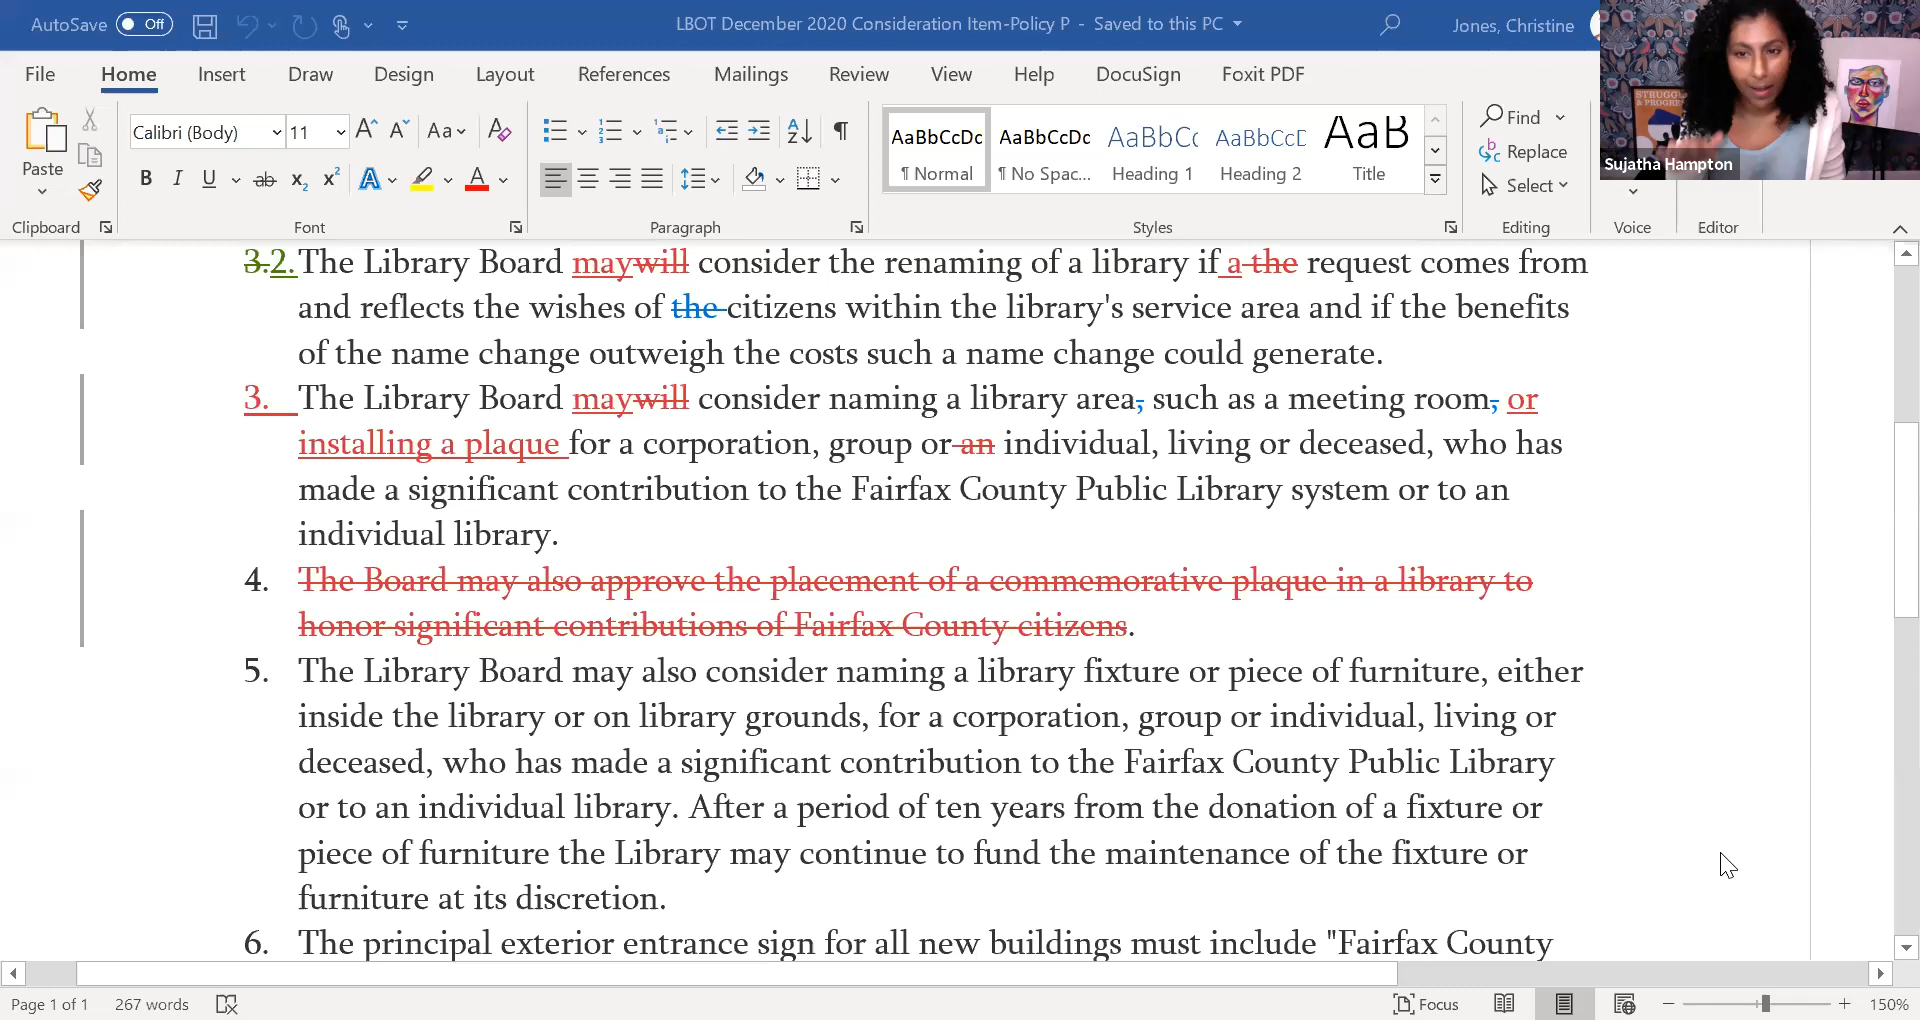 AutoSave Off LBOT December 2020 Consideration Item-Policy P - Saved to this PC Jones, Christine
File Home Insert Draw Design Layout References Mailings Review View Help DocuSign Foxit PDF
STRUGGLE
& PROGRESS
Sujatha Hampton
Paste
Calibri (Body) 11 A A Aa A
B I U ab x2 x2 A A
AaBbCcDc AaBbCcDc AaBbCc AaBbCcD AaB
¶ Normal ¶ No Spac... Heading 1 Heading 2 Title
Find
Replace
Select
Clipboard Font Paragraph Styles Editing Voice Editor
3.2. The Library Board maywill consider the renaming of a library if a the request comes from
and reflects the wishes of the citizens within the library's service area and if the benefits
of the name change outweigh the costs such a name change could generate.
3. The Library Board maywill consider naming a library area, such as a meeting room, or
installing a plaque for a corporation, group or an individual, living or deceased, who has
made a significant contribution to the Fairfax County Public Library system or to an
individual library.
4. The Board may also approve the placement of a commemorative plaque in a library to
honor significant contributions of Fairfax County citizens.
5. The Library Board may also consider naming a library fixture or piece of furniture, either
inside the library or on library grounds, for a corporation, group or individual, living or
deceased, who has made a significant contribution to the Fairfax County Public Library
or to an individual library. After a period of ten years from the donation of a fixture or
piece of furniture the Library may continue to fund the maintenance of the fixture or
furniture at its discretion.
6. The principal exterior entrance sign for all new buildings must include "Fairfax County
Page 1 of 1 267 words Focus 150%